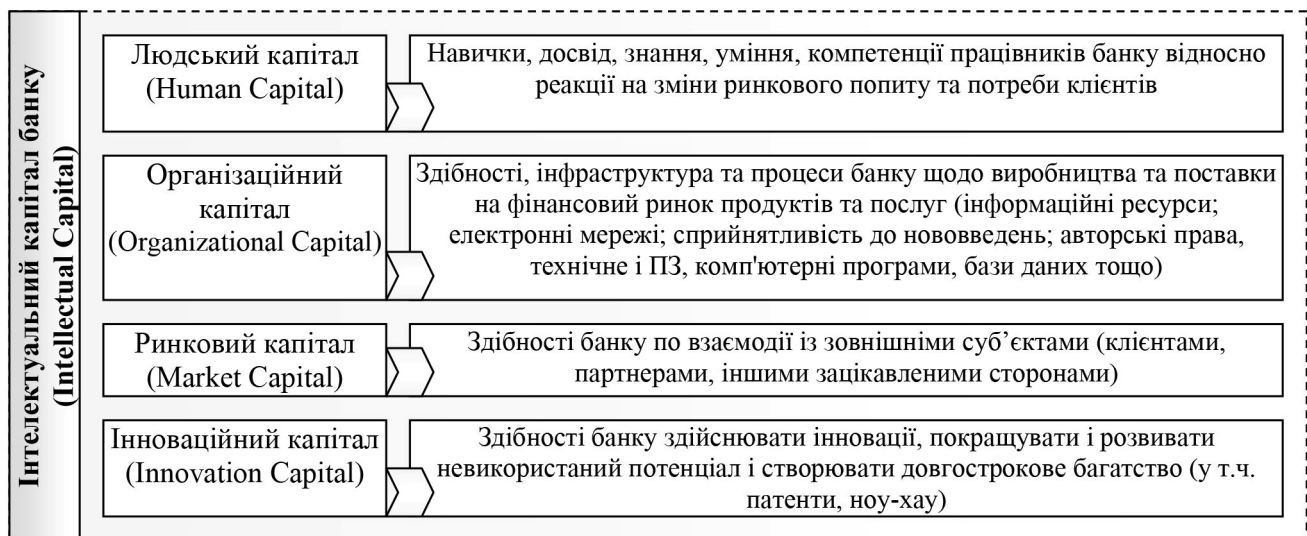 Інтелектуальний капітал банку
(Intellectual Capital)
Людський капітал
(Human Capital)
Навички, досвід, знання, уміння, компетенції працівників банку відносно
реакції на зміни ринкового попиту та потреби клієнтів
Організаційний
капітал
(Organizational Capital)
Здібності, інфраструктура та процеси банку щодо виробництва та поставки
на фінансовий ринок продуктів та послуг (інформаційні ресурси;
електронні мережі; сприйнятливість до нововведень; авторські права,
технічне і ПЗ, комп'ютерні програми, бази даних тощо)
Ринковий капітал
(Market Capital)
Здібності банку по взаємодії із зовнішніми суб’єктами (клієнтами,
партнерами, іншими зацікавленими сторонами)
Інноваційний капітал
(Innovation Capital)
Здібності банку здійснювати інновації, покращувати і розвивати
невикористаний потенціал і створювати довгострокове багатство (у т.ч.
патенти, ноу-хау)